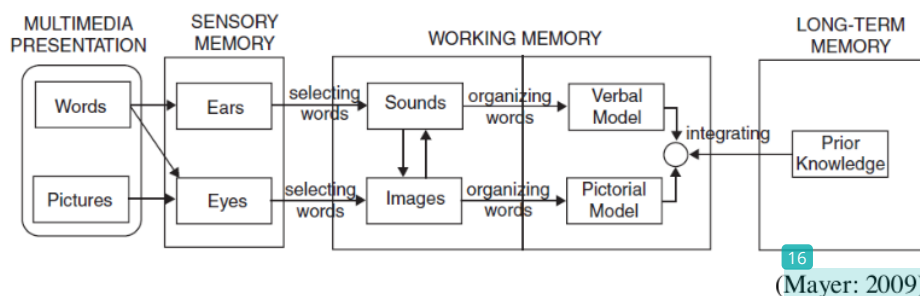 MULTIMEDIA
PRESENTATION
SENSORY
MEMORY
WORKING MEMORY
LONG-TERM
MEMORY
Words
Pictures
Ears
Eyes
selecting
words
selecting
words
Sounds
Images
organizing
words
organizing
words
Verbal
Model
Pictorial
Model
integrating
Prior
Knowledge
16
(Mayer: 2009)